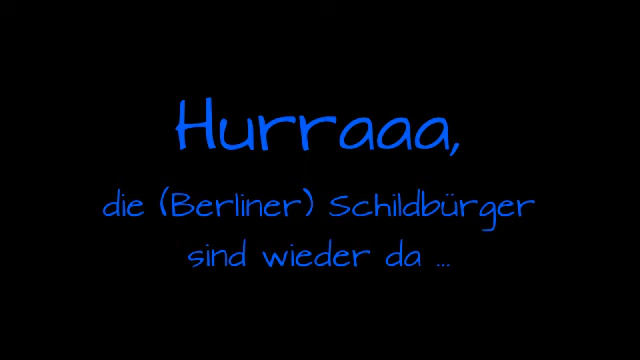 Hurraaa,
die (Berliner) Schildbürger
sind wieder da ...